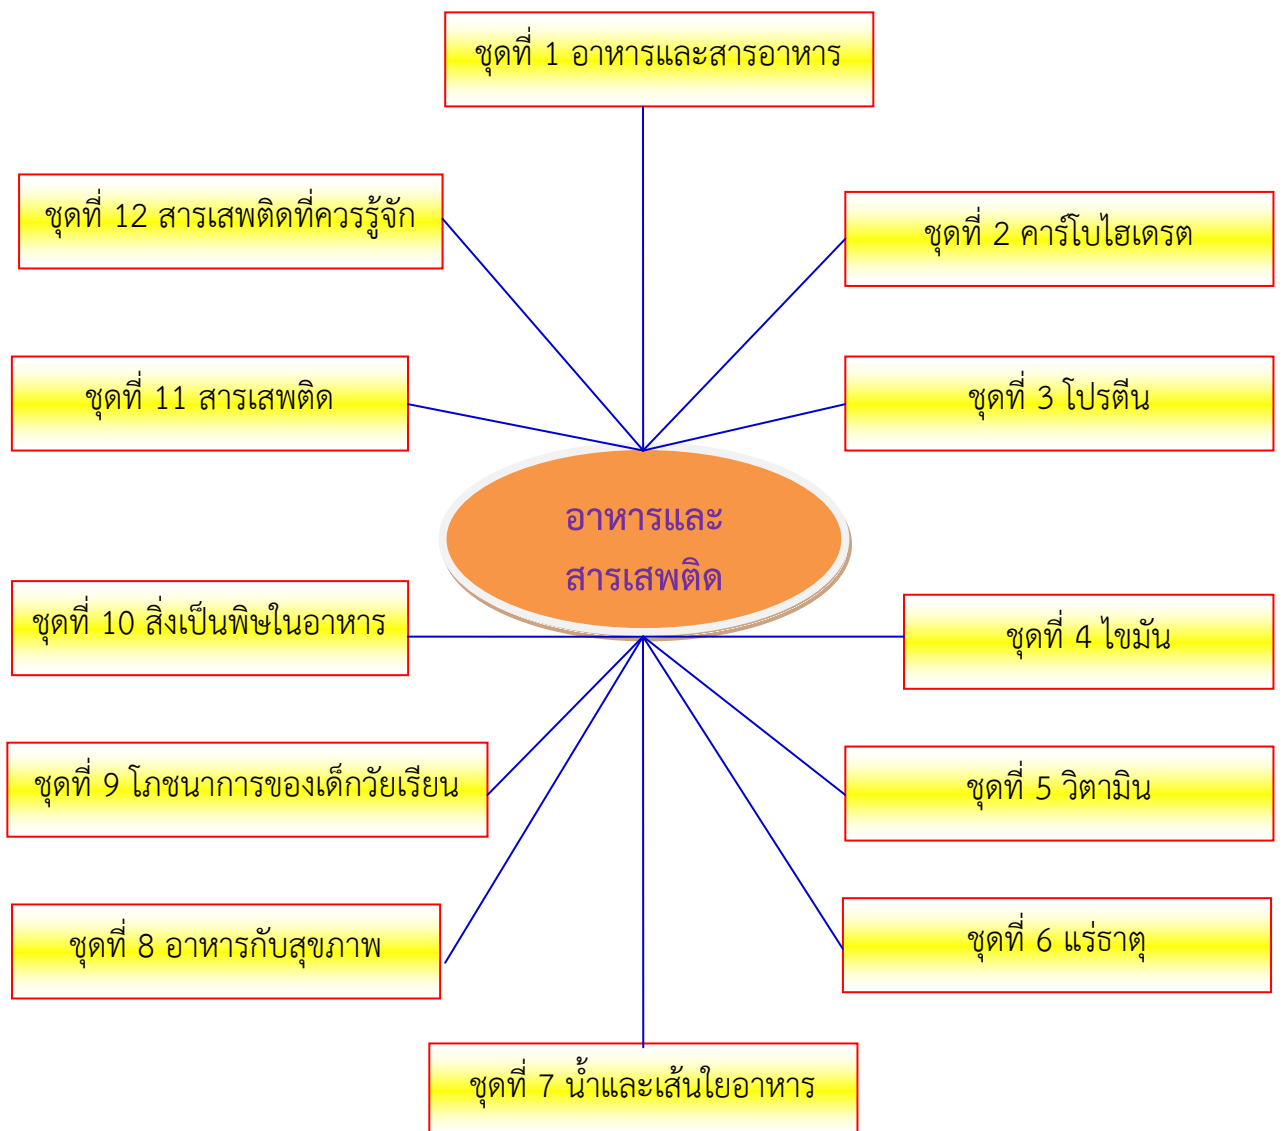 ชุดที่ 1 อาหารและสารอาหาร
ชุดที่ 12 สารเสพติดที่ควรรู้จัก
ชุดที่ 2 คาร์โบไฮเดรต
ชุดที่ 11 สารเสพติด
ชุดที่ 3 โปรตีน
อาหารและ
สารเสพติด
ชุดที่ 10 สิ่งเป็นพิษในอาหาร
ชุดที่ 4 ไขมัน
ชุดที่ 9 โภชนาการของเด็กวัยเรียน
ชุดที่ 5 วิตามิน
ชุดที่ 8 อาหารกับสุขภาพ
ชุดที่ 6 แร่ธาตุ
ชุดที่ 7 น้ำและเส้นใยอาหาร